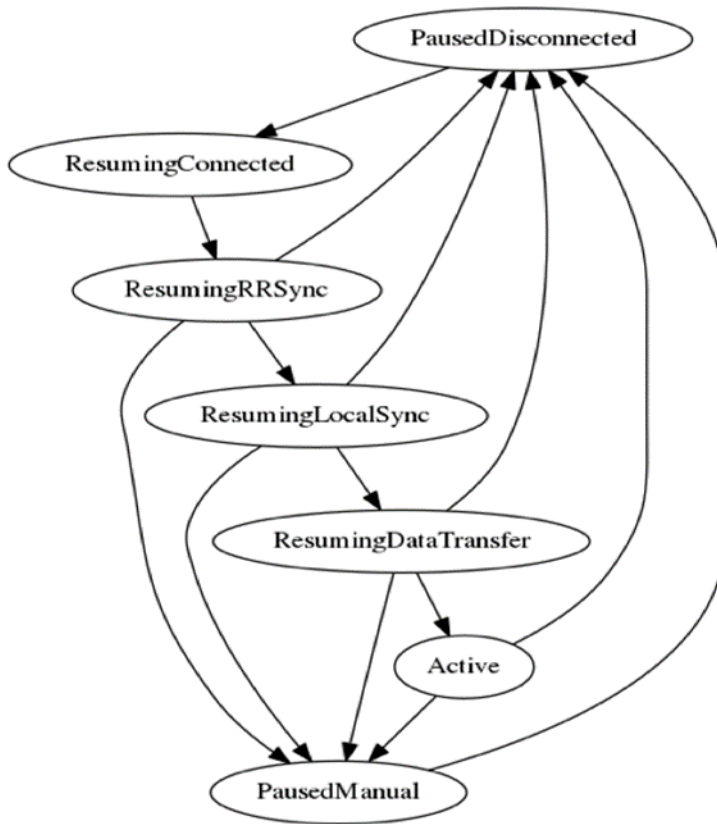 PausedDisconnected
ResumingConnected
ResumingRRSync
ResumingLocalSync
ResumingDataTransfer
Active
PausedManual